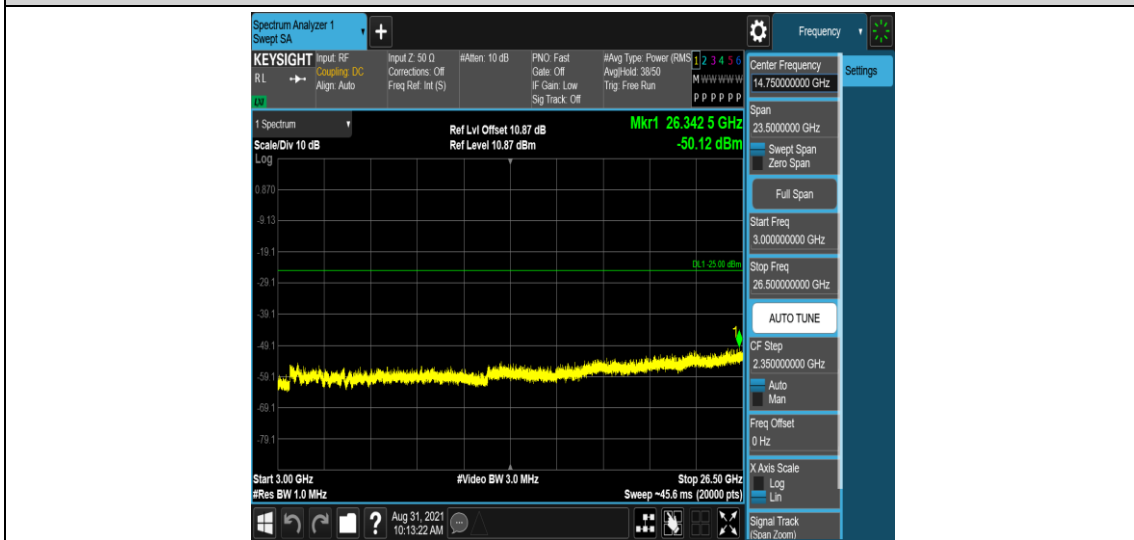 Spectrum Analyzer 1
Swept SA
+
Frequency
KEYSIGHT
RL
LXI
Input: RF
Coupling: DC
Align: Auto
Input Z: 50 Ω
Corrections: Off
Freq Ref: Int (S)
#Atten: 10 dB
PNO: Fast
Gate: Off
IF Gain: Low
Sig Track: Off
#Avg Type: Power (RMS
Avg|Hold: 38/50
Trig: Free Run
1 2 3 4 5 6
M W W W W W
P P P P P P
1 Spectrum
Scale/Div 10 dB
Log
Ref Lvl Offset 10.87 dB
Ref Level 10.87 dBm
Mkr1 26.342 5 GHz
-50.12 dBm
0.870
-9.13
-19.1
DL1 -25.00 dBm
-29.1
-39.1
1
-49.1
-59.1
-69.1
-79.1
Start 3.00 GHz
#Video BW 3.0 MHz
Stop 26.50 GHz
#Res BW 1.0 MHz
Sweep ~45.6 ms (20000 pts)
?
Aug 31, 2021
10:13:22 AM
Center Frequency
14.750000000 GHz
Settings
Span
23.5000000 GHz
Swept Span
Zero Span
Full Span
Start Freq
3.000000000 GHz
Stop Freq
26.500000000 GHz
AUTO TUNE
CF Step
2.350000000 GHz
Auto
Man
Freq Offset
0 Hz
X Axis Scale
Log
Lin
Signal Track
(Span Zoom)